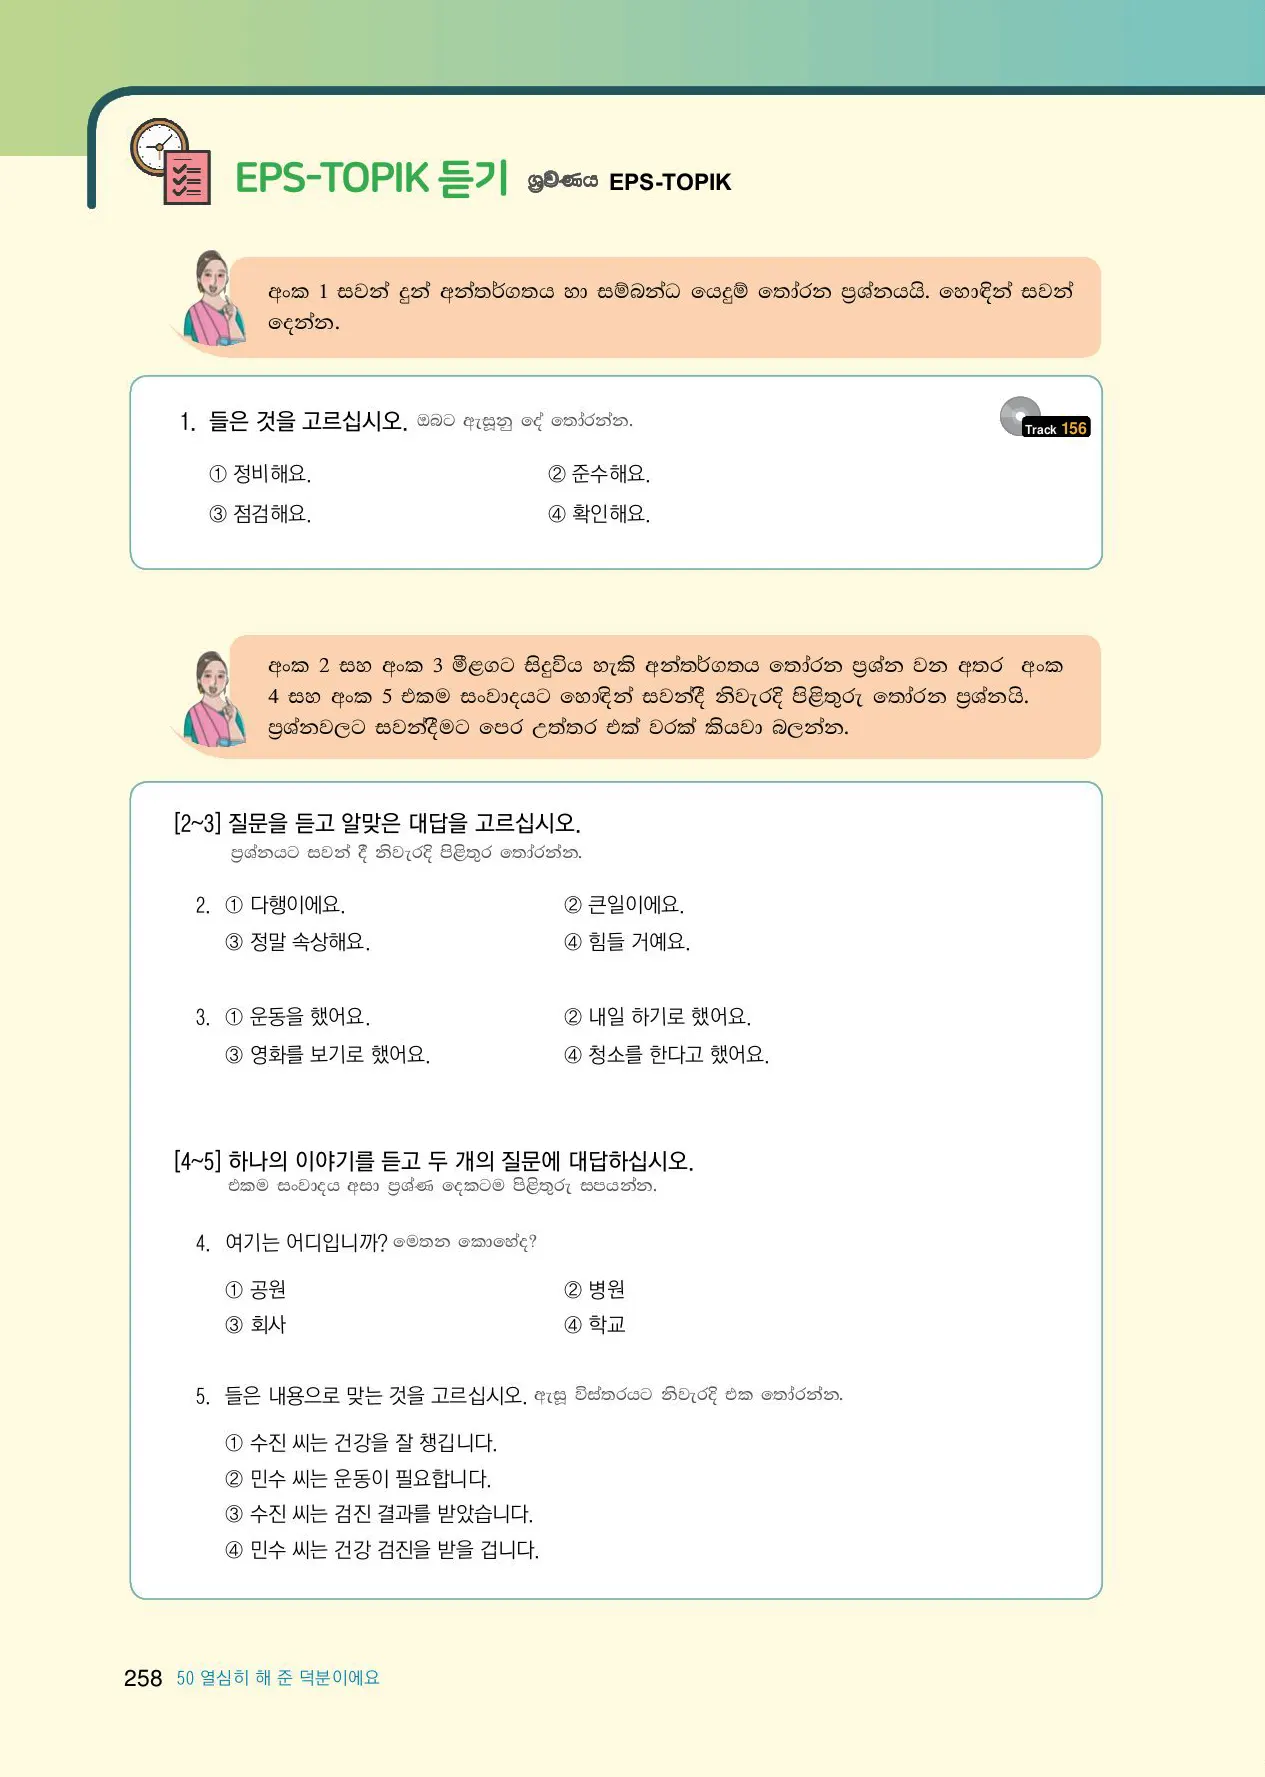 EPS-TOPIK 듣기 ශ්‍රවණය EPS-TOPIK
අංක 1 සවන් දුන් අන්තර්ගතය හා සම්බන්ධ යෙදුම් තෝරන ප්‍රශ්නයයි. හොඳින් සවන්
දෙන්න.
1. 들은 것을 고르십시오. ඔබට ඇසූනු දේ තෝරන්න.
Track 156
① 정비해요. ② 준수해요.
③ 점검해요. ④ 확인해요.
අංක 2 සහ අංක 3 මීළගට සිදුවිය හැකි අන්තර්ගතය තෝරන ප්‍රශ්න වන අතර අංක
4 සහ අංක 5 එකම සංවාදයට හොඳින් සවන්දී නිවැරදි පිළිතුරු තෝරන ප්‍රශ්නයි.
ප්‍රශ්නවලට සවන්දීමට පෙර උත්තර එක් වරක් කියවා බලන්න.
[2~3] 질문을 듣고 알맞은 대답을 고르십시오.
ප්‍රශ්නයට සවන් දී නිවැරදි පිළිතුර තෝරන්න.
2. ① 다행이에요. ② 큰일이에요.
③ 정말 속상해요. ④ 힘들 거예요.
3. ① 운동을 했어요. ② 내일 하기로 했어요.
③ 영화를 보기로 했어요. ④ 청소를 한다고 했어요.
[4~5] 하나의 이야기를 듣고 두 개의 질문에 대답하십시오.
එකම සංවාදය අසා ප්‍රශ්ණ දෙකටම පිළිතුරු සපයන්න.
4. 여기는 어디입니까? මෙතන කොහේද?
① 공원 ② 병원
③ 회사 ④ 학교
5. 들은 내용으로 맞는 것을 고르십시오. ඇසූ විස්තරයට නිවැරදි එක තෝරන්න.
① 수진 씨는 건강을 잘 챙깁니다.
② 민수 씨는 운동이 필요합니다.
③ 수진 씨는 검진 결과를 받았습니다.
④ 민수 씨는 건강 검진을 받을 겁니다.
258 50 열심히 해 준 덕분이에요